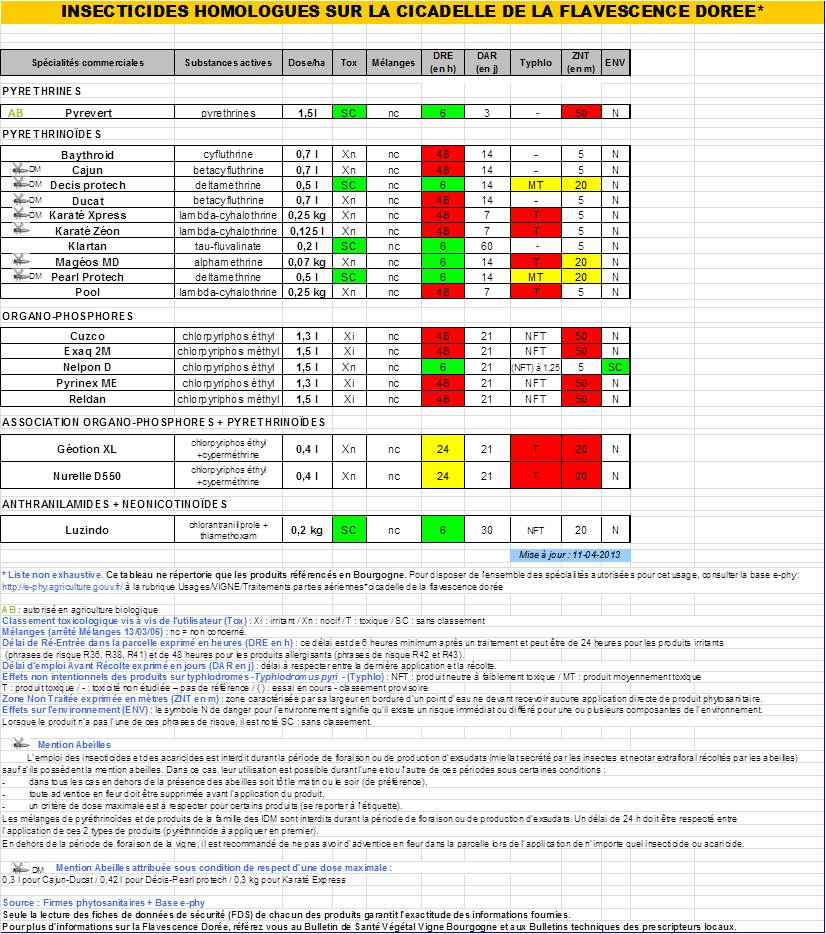 INSECTICIDES HOMOLOGUES SUR LA CICADELLE DE LA FLAVESCENCE DOREE*
Spécialités commerciales Substances actives Dose/ha Tox Mélanges DRE (en h) DAR (en j) Typhlo ZNT (en m) ENV
PYRETHRINES
AB Pyrevert pyrethrines 1,5 l SC nc 6 3 - 50 N
PYRETHRINOÏDES
Baythroid cyfluthrine 0,7 l Xn nc 48 14 - 5 N
DM Cajun betacyfluthrine 0,7 l Xn nc 48 14 - 5 N
DM Decis protech deltamethrine 0,5 l SC nc 6 14 MT 20 N
DM Ducat betacyfluthrine 0,7 l Xn nc 48 14 - 5 N
DM Karaté Xpress lambda-cyhalothrine 0,25 kg Xn nc 48 7 T 5 N
Karaté Zéon lambda-cyhalothrine 0,125 l Xn nc 48 7 T 5 N
Klartan tau-fluvalinate 0,2 l SC nc 6 60 - 5 N
Magéos MD alphamethrine 0,07 kg Xn nc 6 14 T 20 N
DM Pearl Protech deltamethrine 0,5 l SC nc 6 14 MT 20 N
Pool lambda-cyhalothrine 0,25 kg Xn nc 48 7 T 5 N
ORGANO-PHOSPHORES
Cuzco chlorpyriphos éthyl 1,3 l Xi nc 48 21 NFT 50 N
Exaq 2M chlorpyriphos méthyl 1,5 l Xi nc 48 21 NFT 50 N
Nelpon D chlorpyriphos éthyl 1,5 l Xn nc 6 21 (NFT) à 1,25 5 SC
Pyrinex ME chlorpyriphos éthyl 1,3 l Xi nc 48 21 NFT 50 N
Reldan chlorpyriphos méthyl 1,5 l Xi nc 48 21 NFT 50 N
ASSOCIATION ORGANO-PHOSPHORES + PYRETHRINOÏDES
Géotion XL chlorpyriphos éthyl +cyperméthrine 0,4 l Xn nc 24 21 T 20 N
Nurelle D550 chlorpyriphos éthyl +cyperméthrine 0,4 l Xn nc 24 21 T 20 N
ANTHRANILAMIDES + NEONICOTINOÏDES
Luzindo chlorantraniliprole + thiamethoxam 0,2 kg SC nc 6 30 NFT 20 N
Mise à jour : 11-04-2013
* Liste non exhaustive. Ce tableau ne répertorie que les produits référencés en Bourgogne. Pour disposer de l'ensemble des spécialités autorisées pour cet usage, consulter la base e-phy:
http://e-phy.agriculture.gouv.fr/ à la rubrique Usages/VIGNE/Traitements parties aériennes*cicadelle de la flavescence dorée
AB : autorisé en agriculture biologique
Classement toxicologique vis à vis de l'utilisateur (Tox) : Xi : irritant / Xn : nocif / T : toxique / SC : sans classement
Mélanges (arrêté Mélanges 13/03/06) : nc = non concerné.
Délai de Ré-Entrée dans la parcelle exprimé en heures (DRE en h) : ce délai est de 6 heures minimum après un traitement et peut être de 24 heures pour les produits irritants
(phrases de risque R36, R38, R41) et de 48 heures pour les produits allergisants (phrases de risque R42 et R43).
Délai d'emploi Avant Récolte exprimé en jours (DAR en j) : délai à respecter entre la dernière application et la récolte.
Effets non intentionnels des produits sur typhlodromes -Typhlodromus pyri - (Typhlo) : NFT : produit neutre à faiblement toxique / MT : produit moyennement toxique
T : produit toxique / - : toxicité non étudiée – pas de référence / ( ) : essai en cours - classement provisoire
Zone Non Traitée exprimée en mètres (ZNT en m) : zone caractérisée par sa largeur en bordure d'un point d'eau ne devant recevoir aucune application directe de produit phytosanitaire.
Effets sur l'environnement (ENV) : le symbole N de danger pour l'environnement signifie qu'il existe un risque immédiat ou différé pour une ou plusieurs composantes de l'environnement.
Lorsque le produit n'a pas l'une de ces phrases de risque, il est noté SC : sans classement.
Mention Abeilles
L'emploi des insecticides et des acaricides est interdit durant la période de floraison ou de production d'exsudats (miellat secrété par les insectes et nectar extrafloral récoltés par les abeilles)
sauf s'ils possèdent la mention abeilles. Dans ce cas, leur utilisation est possible durant l'une et ou l'autre de ces périodes sous certaines conditions :
- dans tous les cas en dehors de la présence des abeilles soit tôt le matin ou le soir (de préférence),
- toute adventice en fleur doit être supprimée avant l'application du produit,
- un critère de dose maximale est à respecter pour certains produits (se reporter à l'étiquette).
Les mélanges de pyréthrinoïdes et de produits de la famille des IDM sont interdits durant la période de floraison ou de production d'exsudats. Un délai de 24 h doit être respecté entre
l'application de ces 2 types de produits (pyréthrinoïde à appliquer en premier).
En dehors de la période de floraison de la vigne, il est recommandé de ne pas avoir d'adventice en fleur dans la parcelle lors de l'application de n'importe quel insecticide ou acaricide.
DM Mention Abeilles attribuée sous condition de respect d'une dose maximale :
0,3 l pour Cajun-Ducat / 0,42 l pour Décis-Pearl protech / 0,3 kg pour Karaté Express
Source : Firmes phytosanitaires + Base e-phy
Seule la lecture des fiches de données de sécurité (FDS) de chacun des produits garantit l'exactitude des informations fournies.
Pour plus d'informations sur la Flavescence Dorée, référez vous au Bulletin de Santé Végétal Vigne Bourgogne et aux Bulletins techniques des prescripteurs locaux.